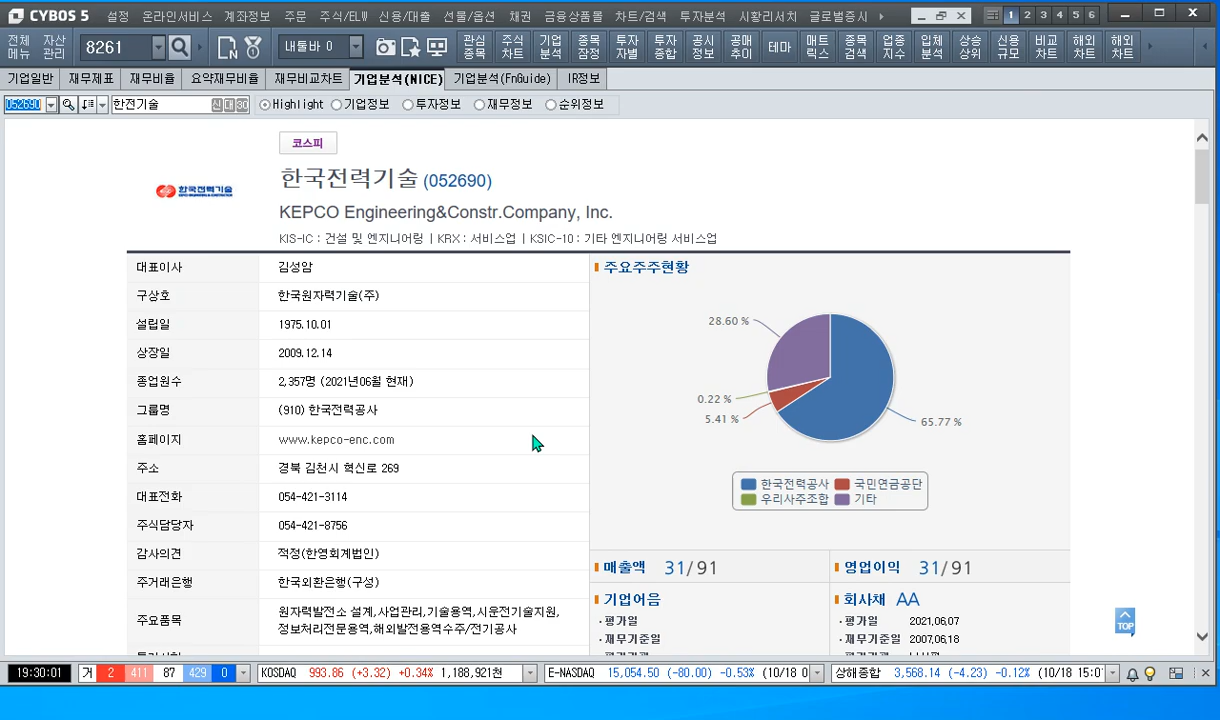 CYBOS 5 설정 온라인서비스 계좌정보 주문 주식/ELW 신용/대출 선물/옵션 채권 금융상품몰 차트/검색 투자분석 시황리서치 글로벌증시 1 2 3 4 5 6
전체메뉴 자산관리 8261 내툴바 0 관심종목 주식차트 기업분석 종목잠정 투자자별 투자종합 공시정보 공매추이 테마 매트릭스 종목검색 업종지수 입체분석 상승상위 신용규모 비교차트 해외차트 해외차트
기업일반 재무제표 재무비율 요약재무비율 재무비교차트 기업분석(NICE) 기업분석(FnGuide) IR정보
052690 한전기술 신 대 30 Highlight 기업정보 투자정보 재무정보 순위정보
코스피
한국전력기술 (052690)
한국전력기술
KEPCO Engineering&Constr.Company, Inc.
KIS-IC : 건설 및 엔지니어링 | KRX : 서비스업 | KSIC-10 : 기타 엔지니어링 서비스업
대표이사 김성암
구상호 한국원자력기술(주)
설립일 1975.10.01
상장일 2009.12.14
종업원수 2,357명 (2021년06월 현재)
그룹명 (910) 한국전력공사
홈페이지 www.kepco-enc.com
주소 경북 김천시 혁신로 269
대표전화 054-421-3114
주식담당자 054-421-8756
감사의견 적정(한영회계법인)
주거래은행 한국외환은행(구성)
주요품목 원자력발전소 설계,사업관리,기술용역,시운전기술지원,
정보처리전문용역,해외발전용역수주/전기공사
주요주주현황
28.60 %
0.22 %
5.41 %
65.77 %
한국전력공사 국민연금공단
우리사주조합 기타
매출액 31/91 영업이익 31/91
기업어음 회사채 AA
·평가일 ·평가일 2021.06.07
·재무기준일 ·재무기준일 2007.06.18
TOP
19:30:01 거 2 411 87 429 0 KOSDAQ 993.86 (+3.32) +0.34% 1,188,921천 E-NASDAQ 15,054.50 (-80.00) -0.53% (10/18 0 상해종합 3,568.14 (-4.23) -0.12% (10/18 15:0